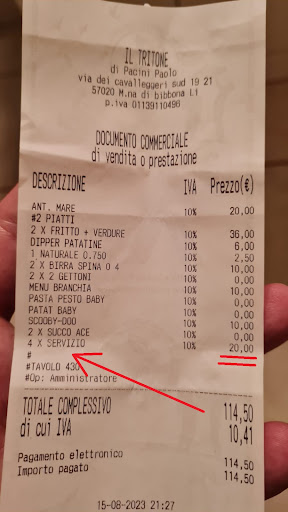 IL TRITONE
di Pacini Paolo
via dei cavalleggeri sud 19 21
57020 M.na di bibbona Li
p.iva 01139110496
DOCUMENTO COMMERCIALE
di vendita o prestazione
DESCRIZIONE IVA Prezzo(€)
ANT. MARE 10% 20,00
#2 PIATTI
2 X FRITTO + VERDURE 10% 36,00
DIPPER PATATINE 10% 6,00
1 NATURALE 0.750 10% 2,50
2 X BIRRA SPINA 0 4 10% 10,00
2 X 2 GETTONI 10% 0,00
MENU BRANCHIA 10% 10,00
PASTA PESTO BABY 10% 0,00
PATAT BABY 10% 0,00
SCOOBY-DOO 10% 10,00
2 X SUCCO ACE 10% 0,00
4 X SERVIZIO 10% 20,00
#
#TAVOLO 430
#Op: Amministratore
TOTALE COMPLESSIVO 114,50
di cui IVA 10,41
Pagamento elettronico 114,50
Importo pagato 114,50
15-08-2023 21:27